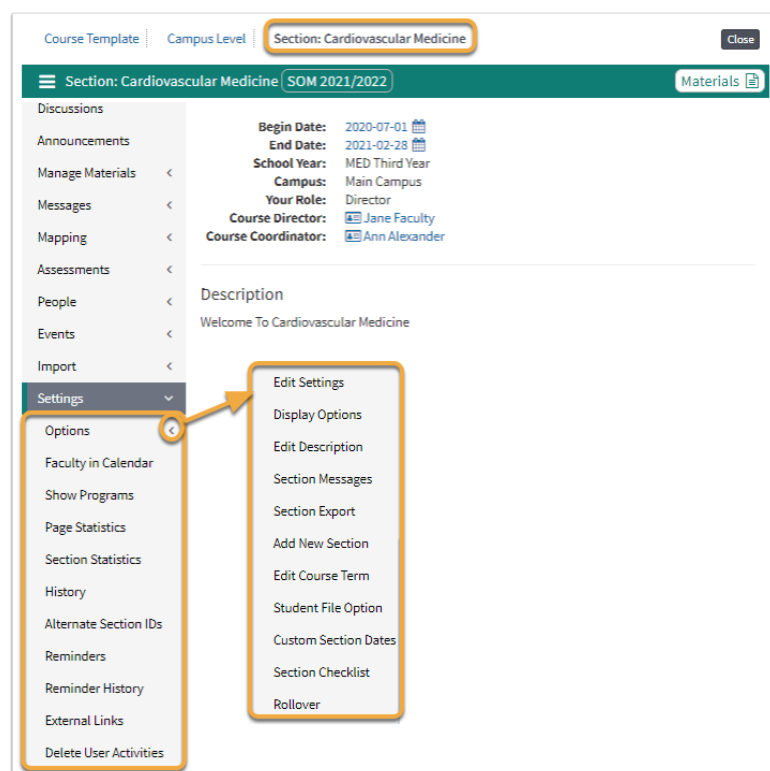 Course Template
Campus Level
Section: Cardiovascular Medicine
Close
Section: Cardiovascular Medicine SOM 2021/2022
Materials
Discussions
Announcements
Manage Materials
Messages
Mapping
Assessments
People
Events
Import
Settings
Options
Faculty in Calendar
Show Programs
Page Statistics
Section Statistics
History
Alternate Section IDs
Reminders
Reminder History
External Links
Delete User Activities
Begin Date: 2020-07-01
End Date: 2021-02-28
School Year: MED Third Year
Campus: Main Campus
Your Role: Director
Course Director: Jane Faculty
Course Coordinator: Ann Alexander
Description
Welcome To Cardiovascular Medicine
Edit Settings
Display Options
Edit Description
Section Messages
Section Export
Add New Section
Edit Course Term
Student File Option
Custom Section Dates
Section Checklist
Rollover